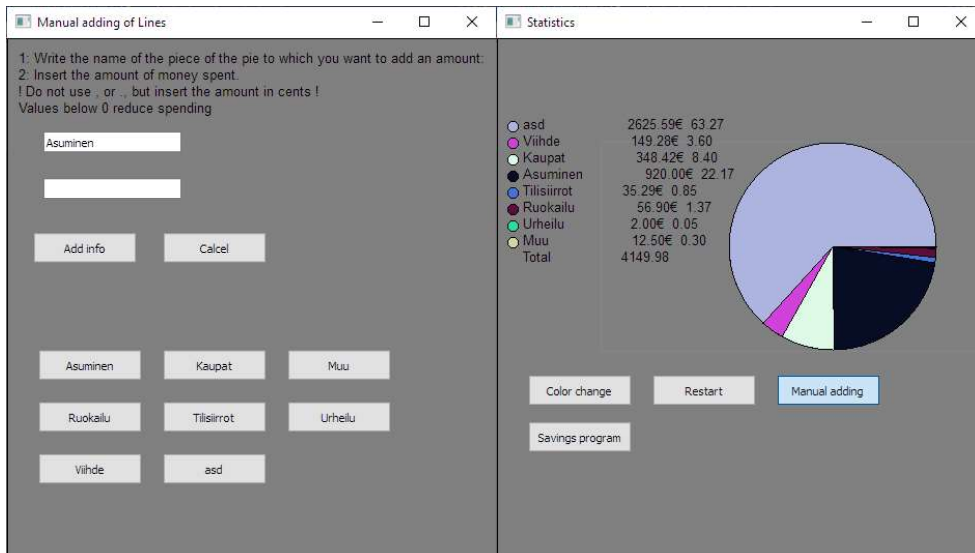 Manual adding of Lines
1: Write the name of the piece of the pie to which you want to add an amount:
2: Insert the amount of money spent.
! Do not use , or ., but insert the amount in cents !
Values below 0 reduce spending
Asuminen
Add info
Calcel
Asuminen
Kaupat
Muu
Ruokailu
Tilisiirrot
Urheilu
Viihde
asd
Statistics
asd 2625.59€ 63.27
Viihde 149.28€ 3.60
Kaupat 348.42€ 8.40
Asuminen 920.00€ 22.17
Tilisiirrot 35.29€ 0.85
Ruokailu 56.90€ 1.37
Urheilu 2.00€ 0.05
Muu 12.50€ 0.30
Total 4149.98
Color change
Restart
Manual adding
Savings program